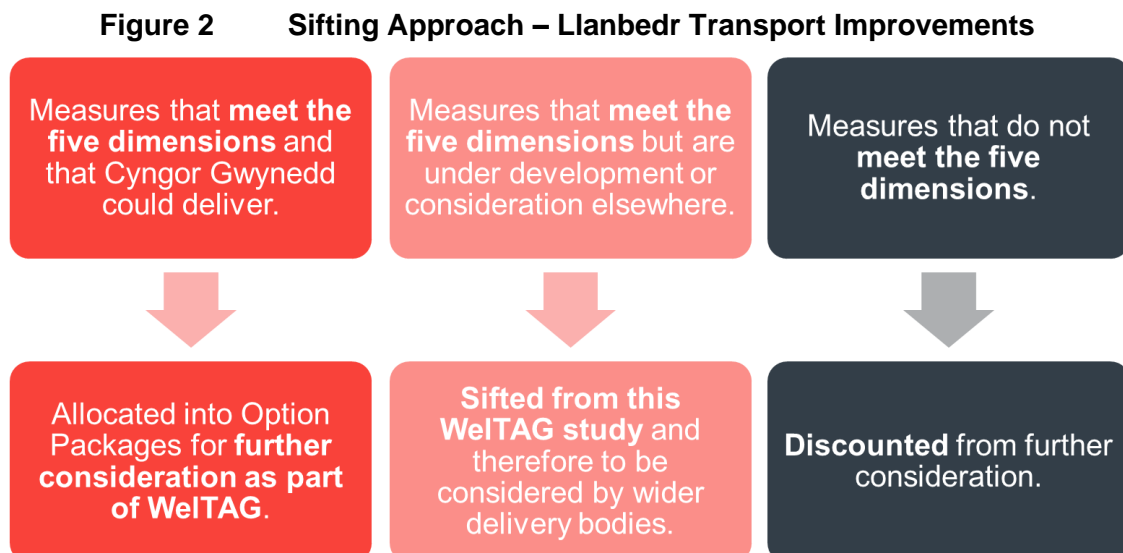 Figure 2 Sifting Approach – Llanbedr Transport Improvements
Measures that meet the
five dimensions and
that Cyngor Gwynedd
could deliver.
Measures that meet the
five dimensions but are
under development or
consideration elsewhere.
Measures that do not
meet the five
dimensions.
Allocated into Option
Packages for further
consideration as part
of WelTAG.
Sifted from this
WelTAG study and
therefore to be
considered by wider
delivery bodies.
Discounted from further
consideration.